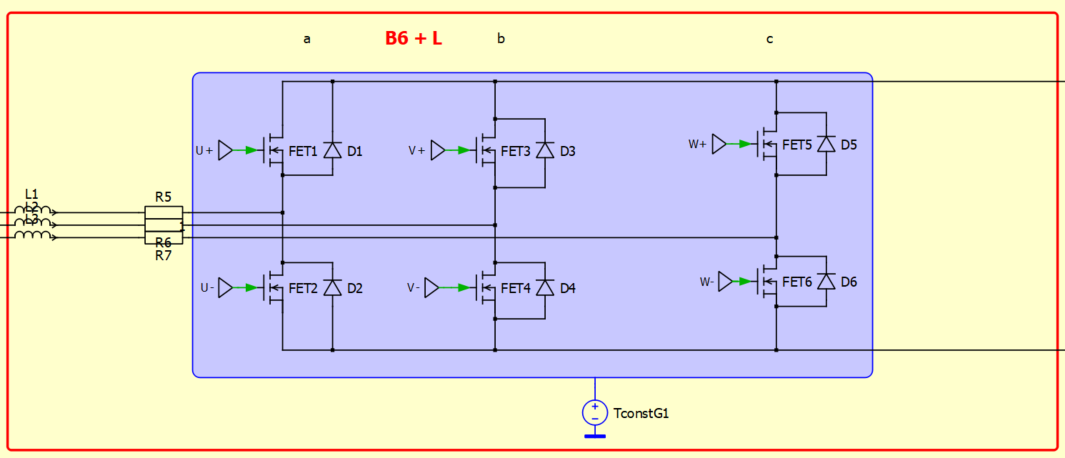 a
B6 + L
b
c
U+
FET1
D1
V+
FET3
D3
W+
FET5
D5
L1
L2
L3
R5
R6
R7
U-
FET2
D2
V-
FET4
D4
W-
FET6
D6
+
−
TconstG1